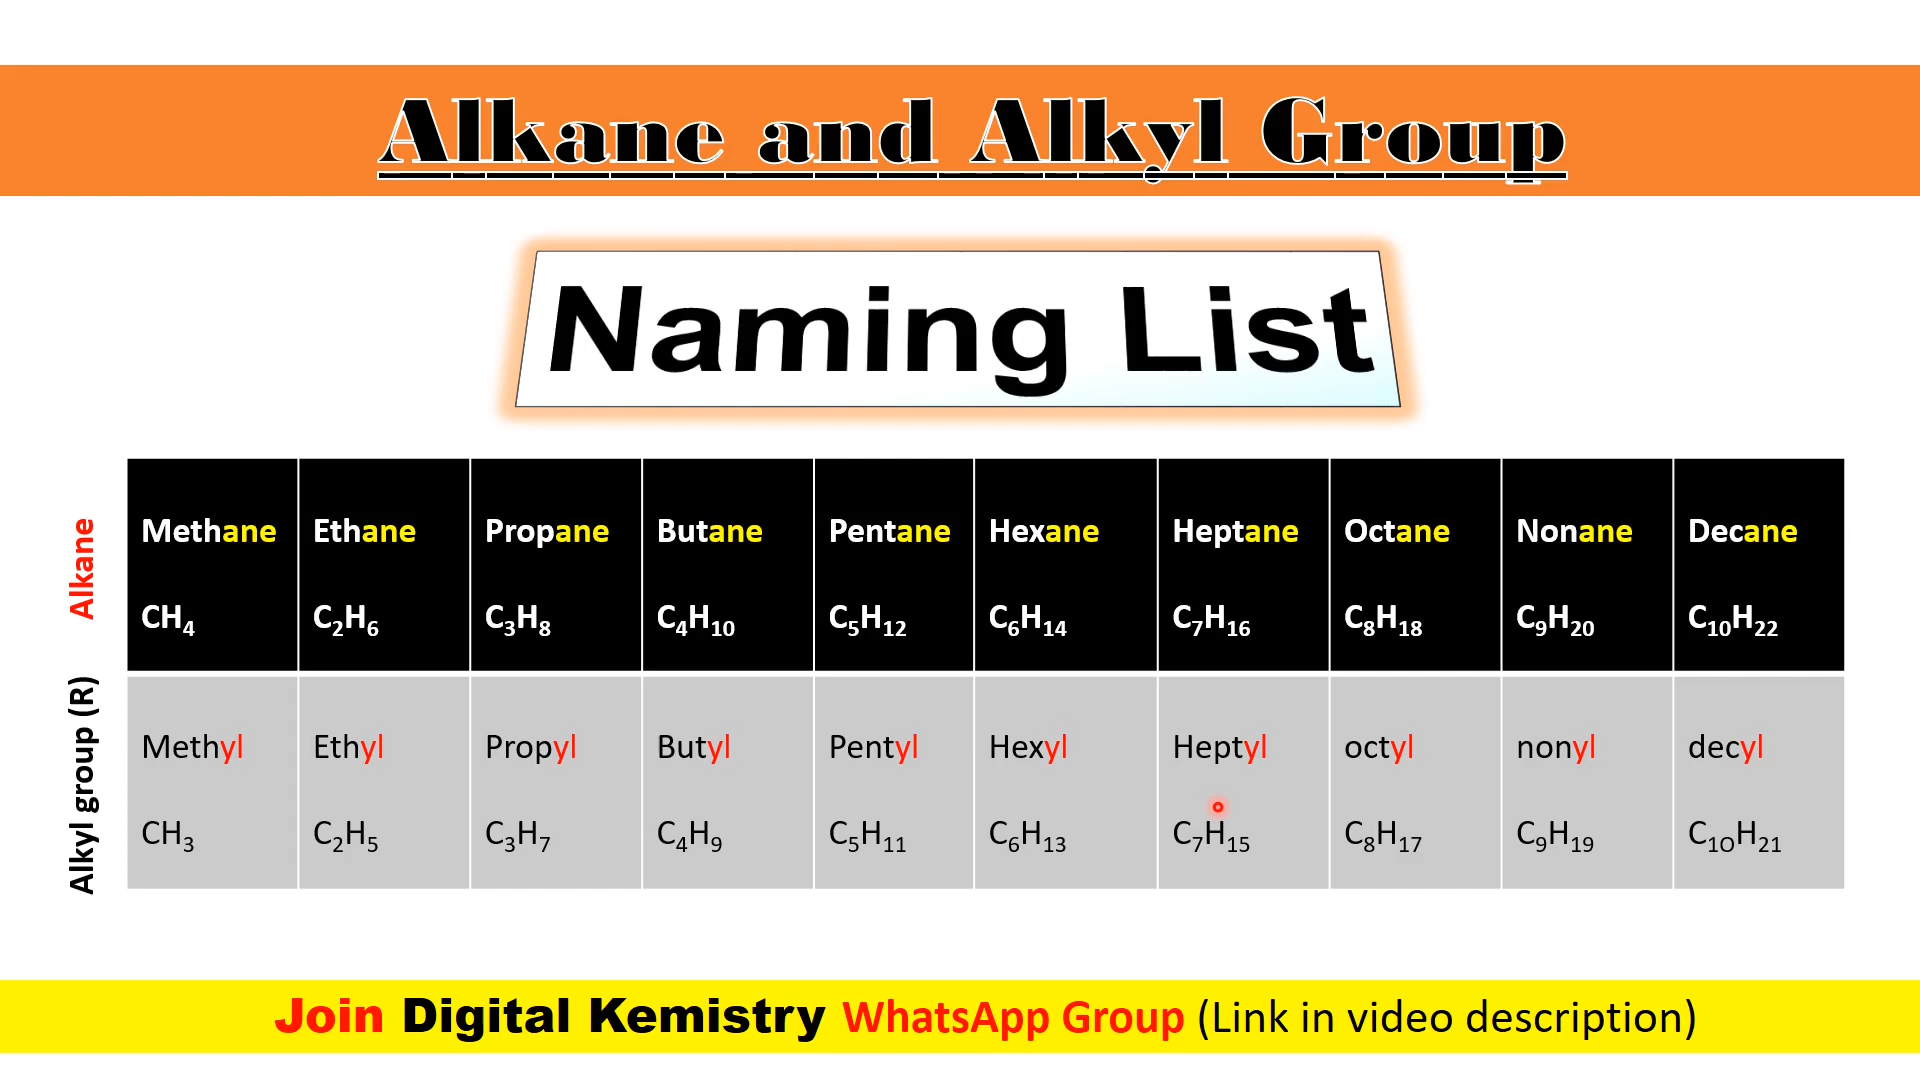 Alkane and Alkyl Group
Naming List
Alkane
Methane Ethane Propane Butane Pentane Hexane Heptane Octane Nonane Decane
CH₄ C₂H₆ C₃H₈ C₄H₁₀ C₅H₁₂ C₆H₁₄ C₇H₁₆ C₈H₁₈ C₉H₂₀ C₁₀H₂₂
Alkyl group (R)
Methyl Ethyl Propyl Butyl Pentyl Hexyl Heptyl octyl nonyl decyl
CH₃ C₂H₅ C₃H₇ C₄H₉ C₅H₁₁ C₆H₁₃ C₇H₁₅ C₈H₁₇ C₉H₁₉ C₁₀H₂₁
Join Digital Kemistry WhatsApp Group (Link in video description)